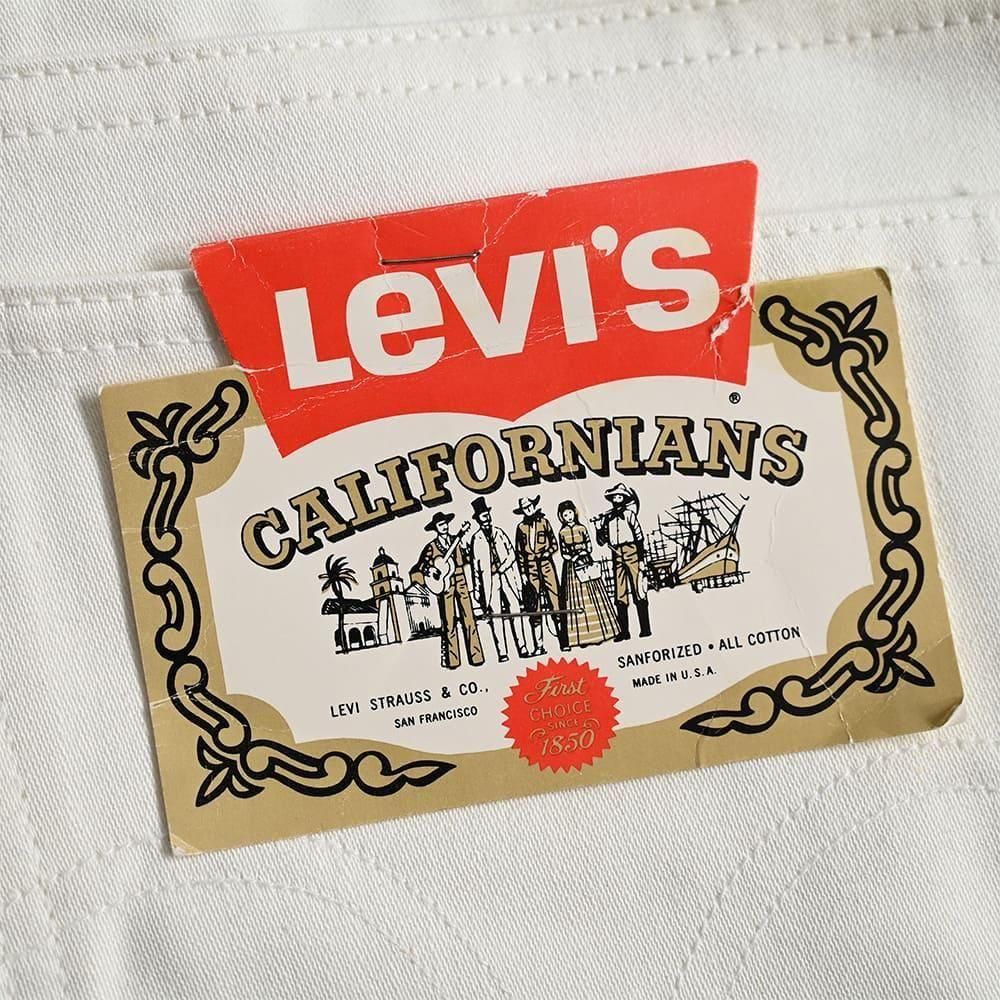 LeVI'S
®
CALIFORNIANS
LEVI STRAUSS & CO.,
SAN FRANCISCO
SANFORIZED • ALL COTTON
MADE IN U.S.A.
First
CHOICE
SINCE
1850